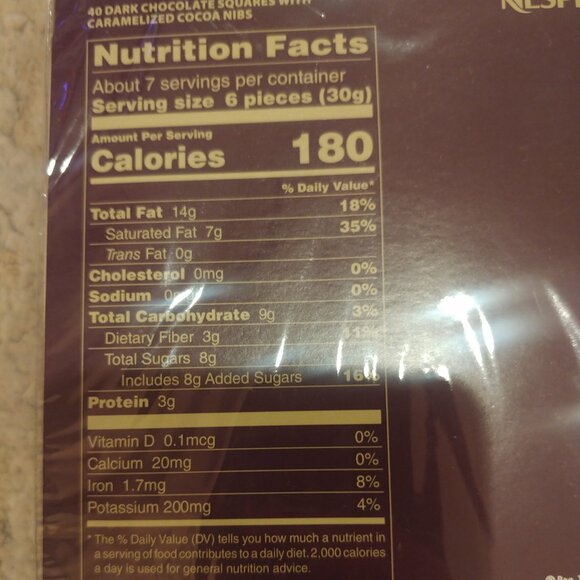 40 DARK CHOCOLATE SQUARES WITH
CARAMELIZED COCOA NIBS
Nutrition Facts
About 7 servings per container
Serving size 6 pieces (30g)
Amount Per Serving
Calories 180
% Daily Value*
Total Fat 14g 18%
Saturated Fat 7g 35%
Trans Fat 0g
Cholesterol 0mg 0%
Sodium 0mg 0%
Total Carbohydrate 9g 3%
Dietary Fiber 3g 11%
Total Sugars 8g
Includes 8g Added Sugars 16%
Protein 3g
Vitamin D 0.1mcg 0%
Calcium 20mg 0%
Iron 1.7mg 8%
Potassium 200mg 4%
* The % Daily Value (DV) tells you how much a nutrient in
a serving of food contributes to a daily diet. 2,000 calories
a day is used for general nutrition advice.